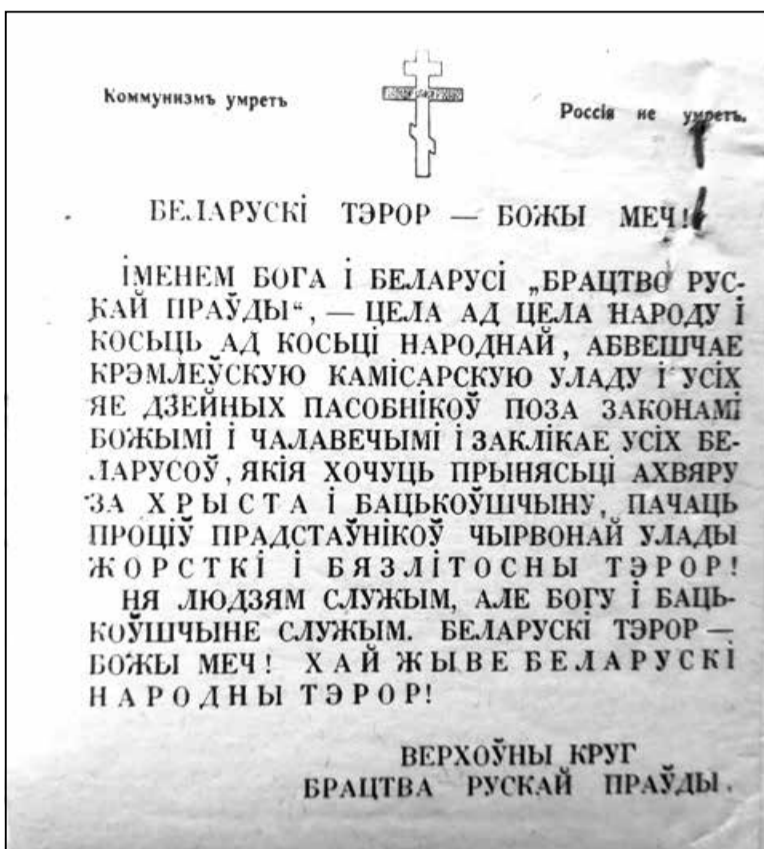 Коммунизмъ умретъ
Россія не умретъ.
БЕЛАРУСКІ ТЭРОР — БОЖЫ МЕЧ!
ІМЕНЕМ БОГА І БЕЛАРУСІ „БРАЦТВО РУС-
КАЙ ПРАЎДЫ“, — ЦЕЛА АД ЦЕЛА НАРОДУ І
КОСЬЦЬ АД КОСЬЦІ НАРОДНАЙ, АБВЕШЧАЕ
КРЭМЛЕЎСКУЮ КАМІСАРСКУЮ УЛАДУ І УСІХ
ЯЕ ДЗЕЙНЫХ ПАСОБНІКОЎ ПОЗА ЗАКОНАМІ
БОЖЫМІ І ЧАЛАВЕЧЫМІ І ЗАКЛІКАЕ УСІХ БЕ-
ЛАРУСОЎ, ЯКІЯ ХОЧУЦЬ ПРЫНЯСЬЦІ АХВЯРУ
ЗА ХРЫСТА І БАЦЬКОЎШЧЫНУ, ПАЧАЦЬ
ПРОЦІЎ ПРАДСТАЎНІКОЎ ЧЫРВОНАЙ УЛАДЫ
ЖОРСТКІ І БЯЗЛІТОСНЫ ТЭРОР!
НЯ ЛЮДЗЯМ СЛУЖЫМ, АЛЕ БОГУ І БАЦЬ-
КОЎШЧЫНЕ СЛУЖЫМ. БЕЛАРУСКІ ТЭРОР —
БОЖЫ МЕЧ! ХАЙ ЖЫВЕ БЕЛАРУСКІ
НАРОДНЫ ТЭРОР!
ВЕРХОЎНЫ КРУГ
БРАЦТВА РУСКАЙ ПРАЎДЫ.